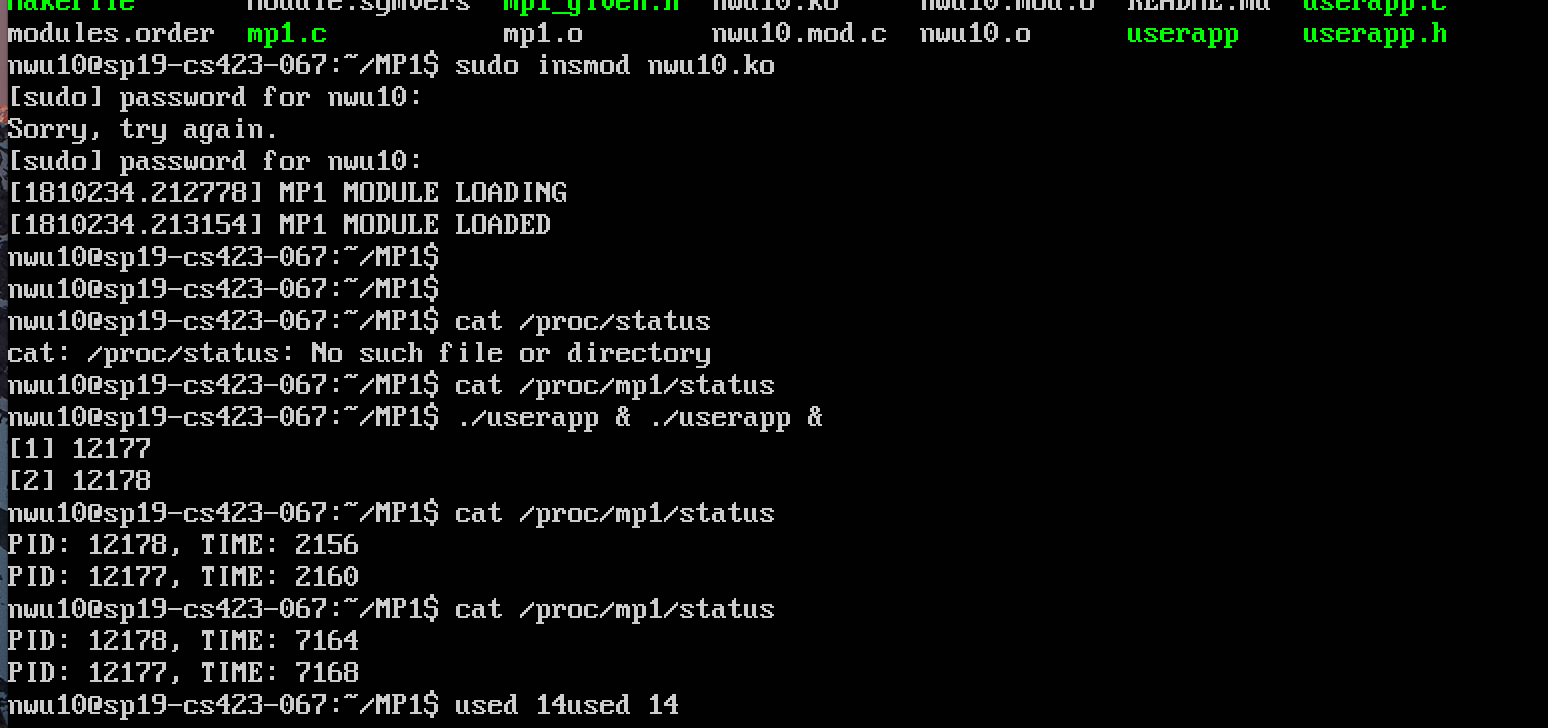 makefile module.symvers mp1_given.h nwu10.ko nwu10.mod.o README.md userapp.c
modules.order mp1.c mp1.o nwu10.mod.c nwu10.o userapp userapp.h
nwu10@sp19-cs423-067:~/MP1$ sudo insmod nwu10.ko
[sudo] password for nwu10:
Sorry, try again.
[sudo] password for nwu10:
[1810234.212778] MP1 MODULE LOADING
[1810234.213154] MP1 MODULE LOADED
nwu10@sp19-cs423-067:~/MP1$
nwu10@sp19-cs423-067:~/MP1$
nwu10@sp19-cs423-067:~/MP1$ cat /proc/status
cat: /proc/status: No such file or directory
nwu10@sp19-cs423-067:~/MP1$ cat /proc/mp1/status
nwu10@sp19-cs423-067:~/MP1$ ./userapp & ./userapp &
[1] 12177
[2] 12178
nwu10@sp19-cs423-067:~/MP1$ cat /proc/mp1/status
PID: 12178, TIME: 2156
PID: 12177, TIME: 2160
nwu10@sp19-cs423-067:~/MP1$ cat /proc/mp1/status
PID: 12178, TIME: 7164
PID: 12177, TIME: 7168
nwu10@sp19-cs423-067:~/MP1$ used 14used 14